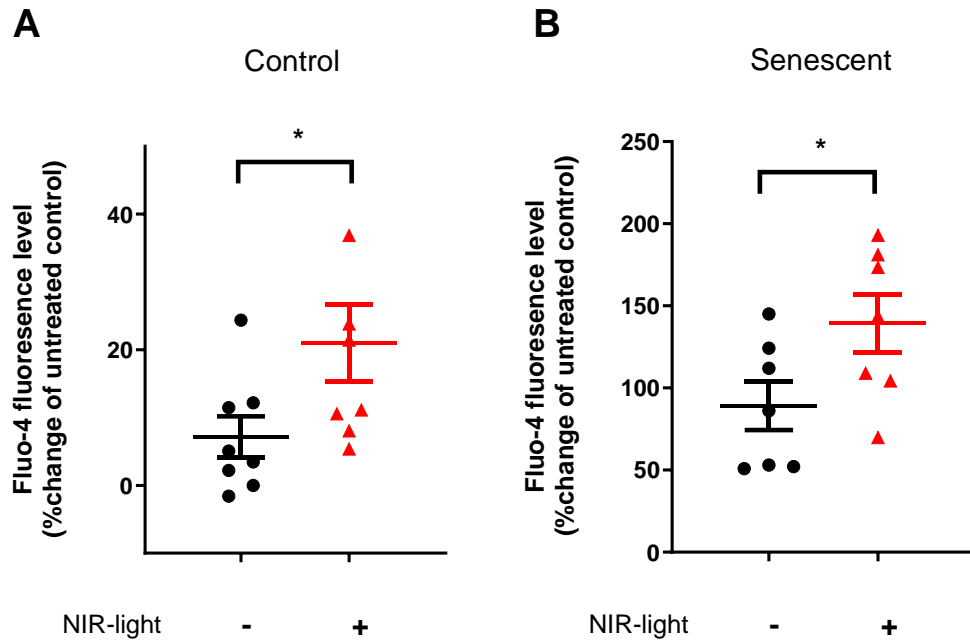 A
Control
*
Fluo-4 fluoresence level
(%change of untreated control)
40
20
0
NIR-light - +
B
Senescent
*
Fluo-4 fluoresence level
(%change of untreated control)
250
200
150
100
50
0
NIR-light - +